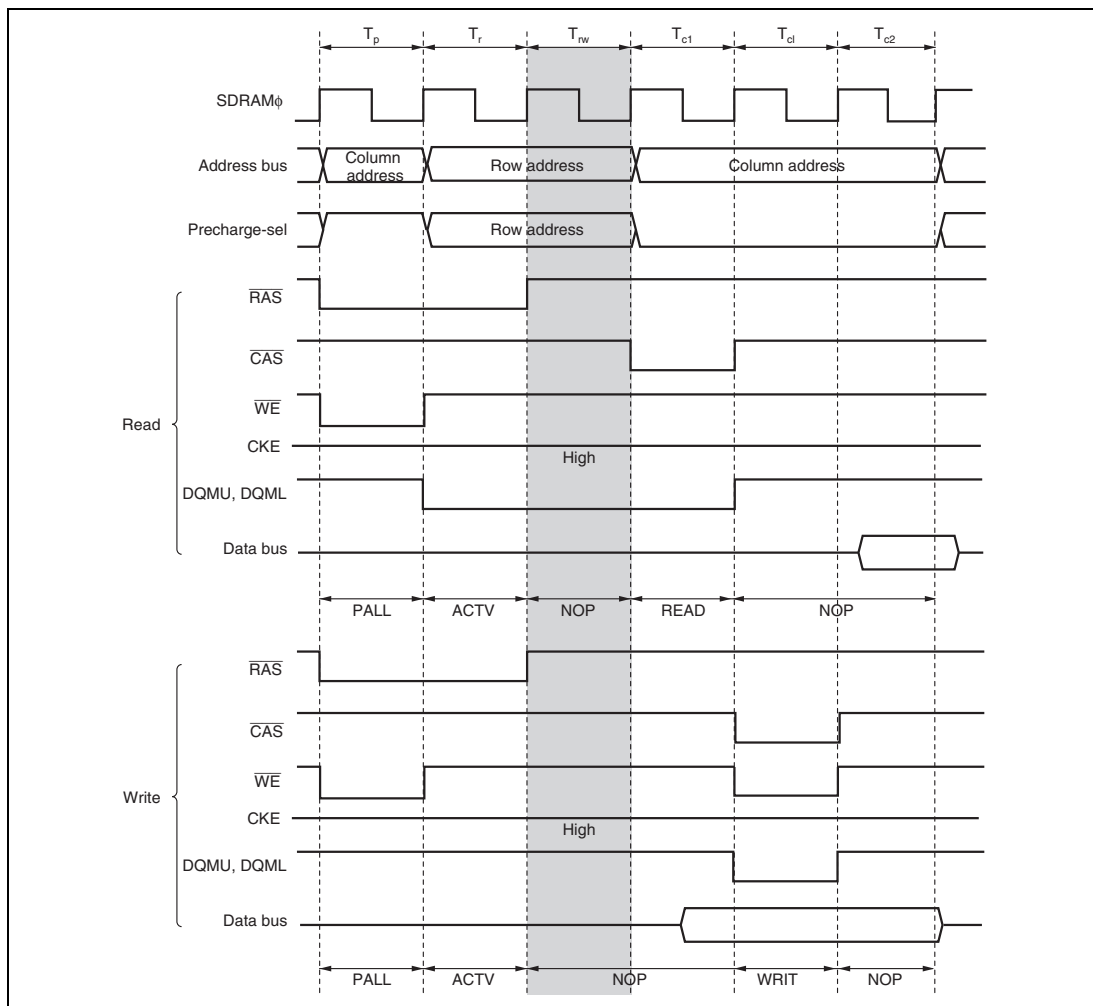 Tp Tr Trw Tc1 Tcl Tc2
SDRAMϕ
Address bus
Column address
Row address
Column address
Precharge-sel
Row address
Read
RAS
CAS
WE
CKE
High
DQMU, DQML
Data bus
PALL ACTV NOP READ NOP
Write
RAS
CAS
WE
CKE
High
DQMU, DQML
Data bus
PALL ACTV NOP WRIT NOP